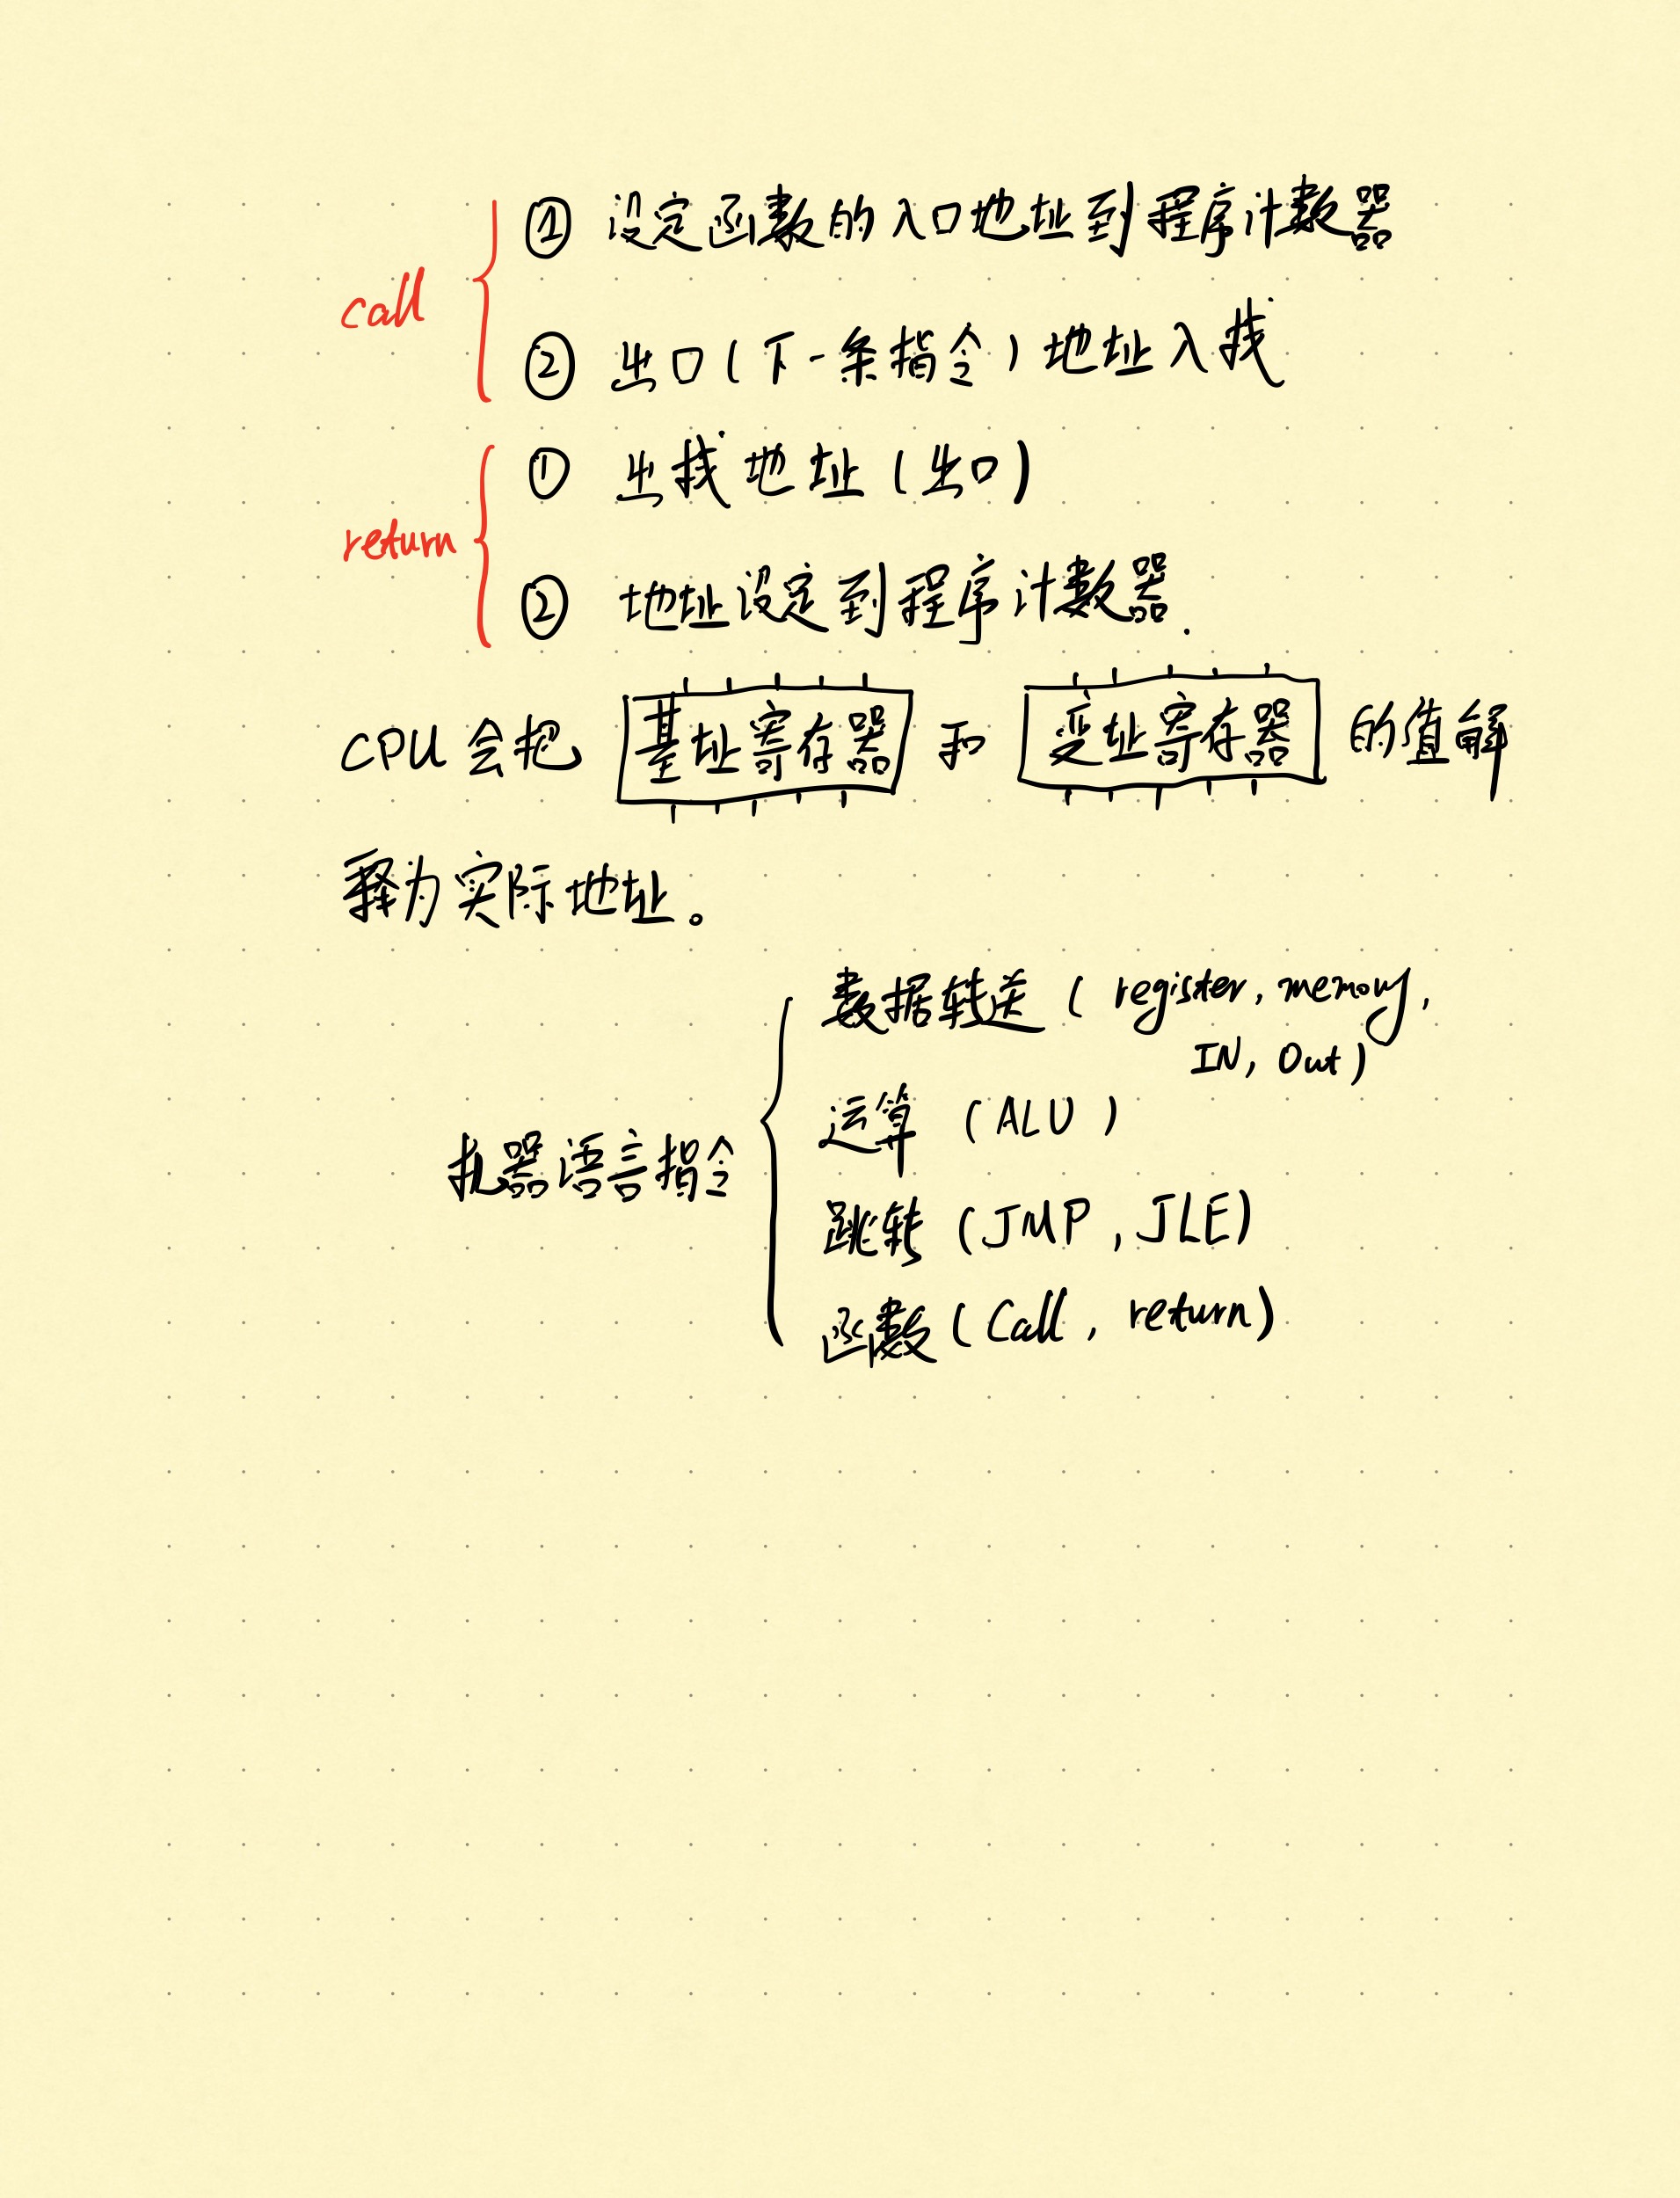 call
① 设定函数的入口地址到程序计数器
② 出口(下一条指令)地址入栈
return
① 出栈地址(出口)
② 地址设定到程序计数器.
CPU会把 基址寄存器 和 变址寄存器 的值解
释为实际地址。
机器语言指令
数据转送(register, memory,
IN, Out)
运算(ALU)
跳转(JMP, JLE)
函数(Call, return)